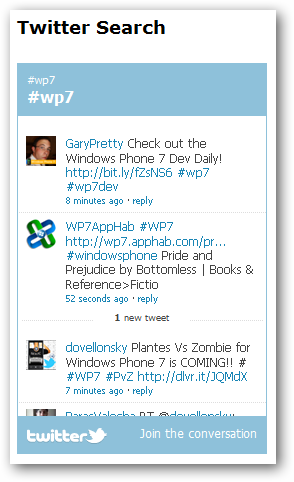 Twitter Search
#wp7
#wp7
GaryPretty Check out the
Windows Phone 7 Dev Daily!
http://bit.ly/fZsNS6 #wp7
#wp7dev
8 minutes ago · reply
WP7AppHab #WP7
http://wp7.apphab.com/pr...
#windowsphone Pride and
Prejudice by Bottomless | Books &
Reference>Fictio
52 seconds ago · reply
1 new tweet
dovellonsky Plantes Vs Zombie for
Windows Phone 7 is COMING!! #
#WP7 #PvZ http://dlvr.it/JQMdX
7 minutes ago · reply
ParasValecha RT @dovellonsky:
twitter
Join the conversation